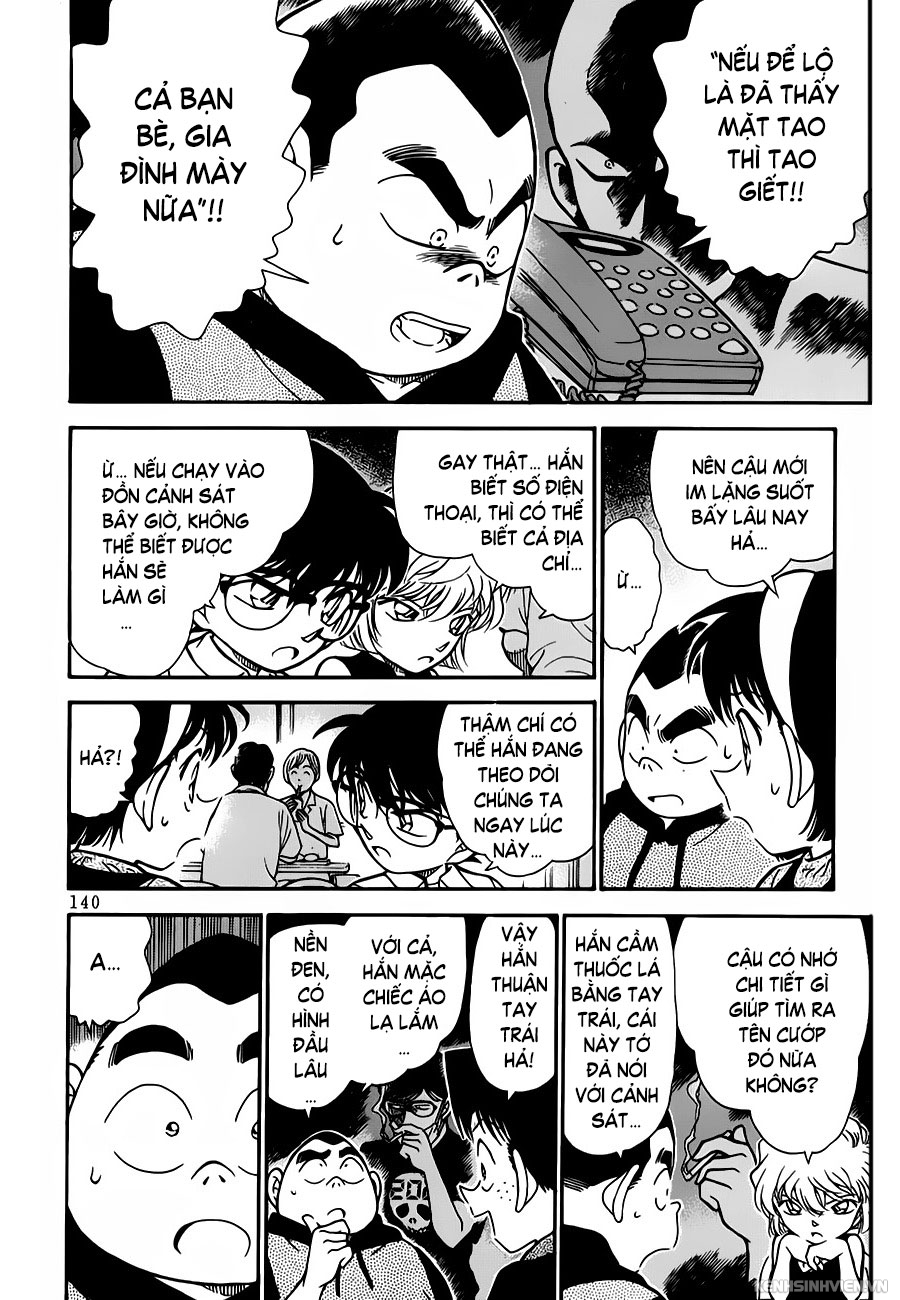 "NẾU ĐỂ LỘ
LÀ ĐÃ THẤY
MẶT TAO
THÌ TAO
GIẾT!!
CẢ BẠN
BÈ, GIA
ĐÌNH MÀY
NỮA"!!
NÊN CẬU MỚI
IM LẶNG SUỐT
BẤY LÂU NAY
HẢ...
Ừ...
GAY THẬT... HẮN
BIẾT SỐ ĐIỆN
THOẠI, THÌ CÓ THỂ
BIẾT CẢ ĐỊA
CHỈ...
Ừ... NẾU CHẠY VÀO
ĐỒN CẢNH SÁT
BÂY GIỜ, KHÔNG
THỂ BIẾT ĐƯỢC
HẮN SẼ
LÀM GÌ
...
THẬM CHÍ CÓ
THỂ HẮN ĐANG
THEO DÕI
CHÚNG TA
NGAY LÚC
NÀY...
HẢ?!
140
CẬU CÓ NHỚ
CHI TIẾT GÌ
GIÚP TÌM RA
TÊN CƯỚP
ĐÓ NỮA
KHÔNG?
HẮN CẦM
THUỐC LÁ
BẰNG TAY
TRÁI, CÁI
NÀY TỚ
ĐÃ NÓI
VỚI CẢNH
SÁT...
VẬY
HẮN
THUẬN
TAY
TRÁI
HẢ!
VỚI CẢ,
HẮN MẶC
CHIẾC ÁO
LẠ LẮM
...
NỀN
ĐEN,
CÓ
HÌNH
ĐẦU
LÂU
...
20
A...
KENHSINHVIEN.VN